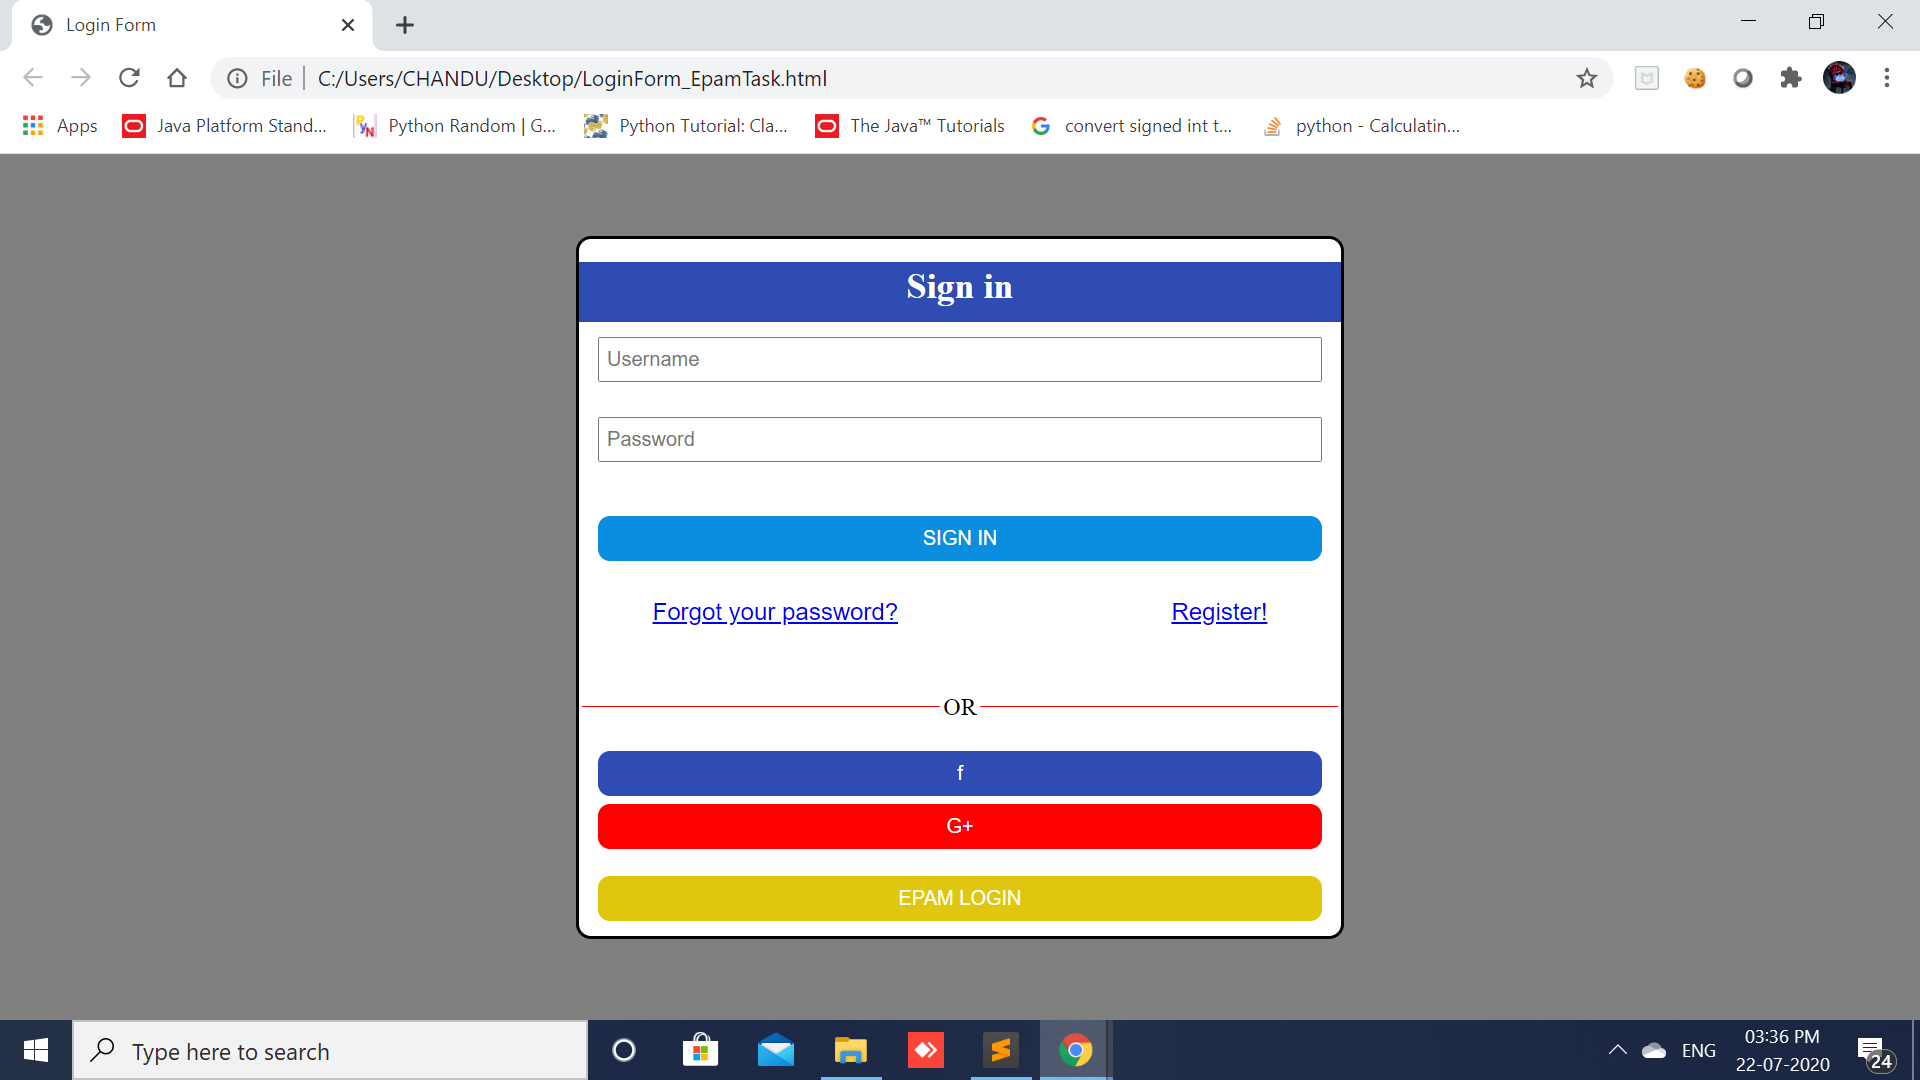 Login Form
File
C:/Users/CHANDU/Desktop/LoginForm_EpamTask.html
Apps
Java Platform Stand...
Python Random | G...
Python Tutorial: Cla...
The Java™ Tutorials
convert signed int t...
python - Calculatin...
Sign in
Username
Password
SIGN IN
Forgot your password?
Register!
OR
f
G+
EPAM LOGIN
Type here to search
ENG
03:36 PM
22-07-2020
24